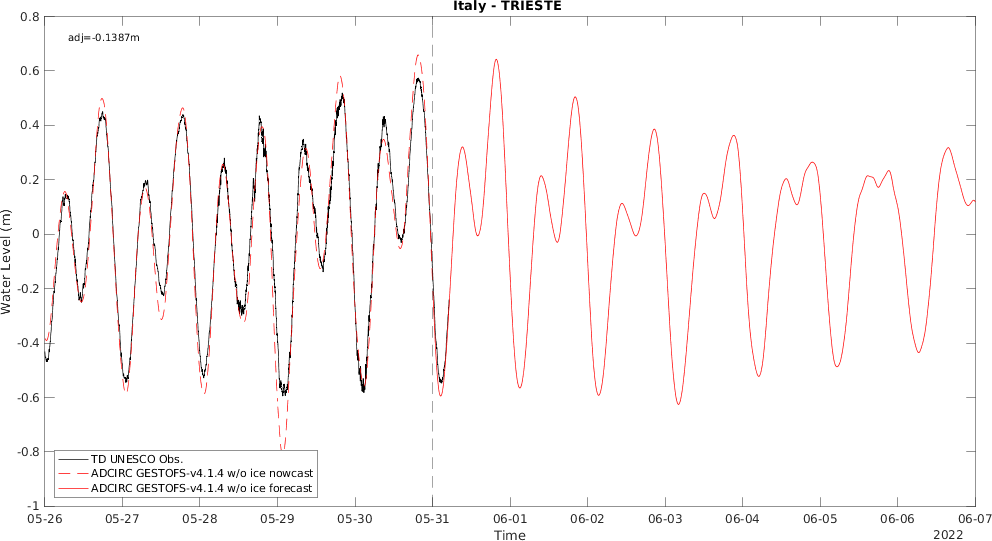 Italy - TRIESTE
adj=-0.1387m
0.8
0.6
0.4
0.2
0
-0.2
-0.4
-0.6
-0.8
-1
Water Level (m)
TD UNESCO Obs.
ADCIRC GESTOFS-v4.1.4 w/o ice nowcast
ADCIRC GESTOFS-v4.1.4 w/o ice forecast
05-26 05-27 05-28 05-29 05-30 05-31 06-01 06-02 06-03 06-04 06-05 06-06 06-07
Time
2022